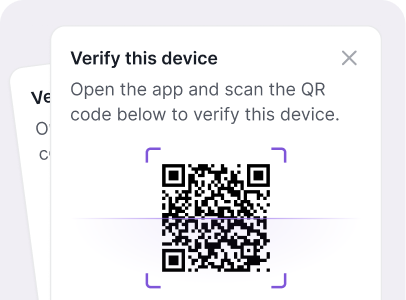 Verify this device
Open the app and scan the QR
code below to verify this device.
Ve